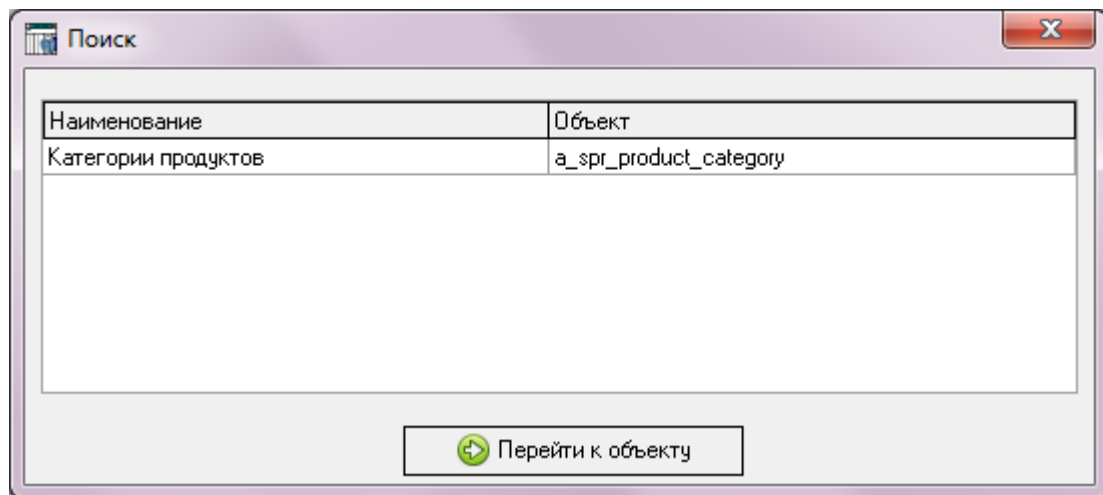 Поиск
Наименование Объект
Категории продуктов a_spr_product_category
Перейти к объекту